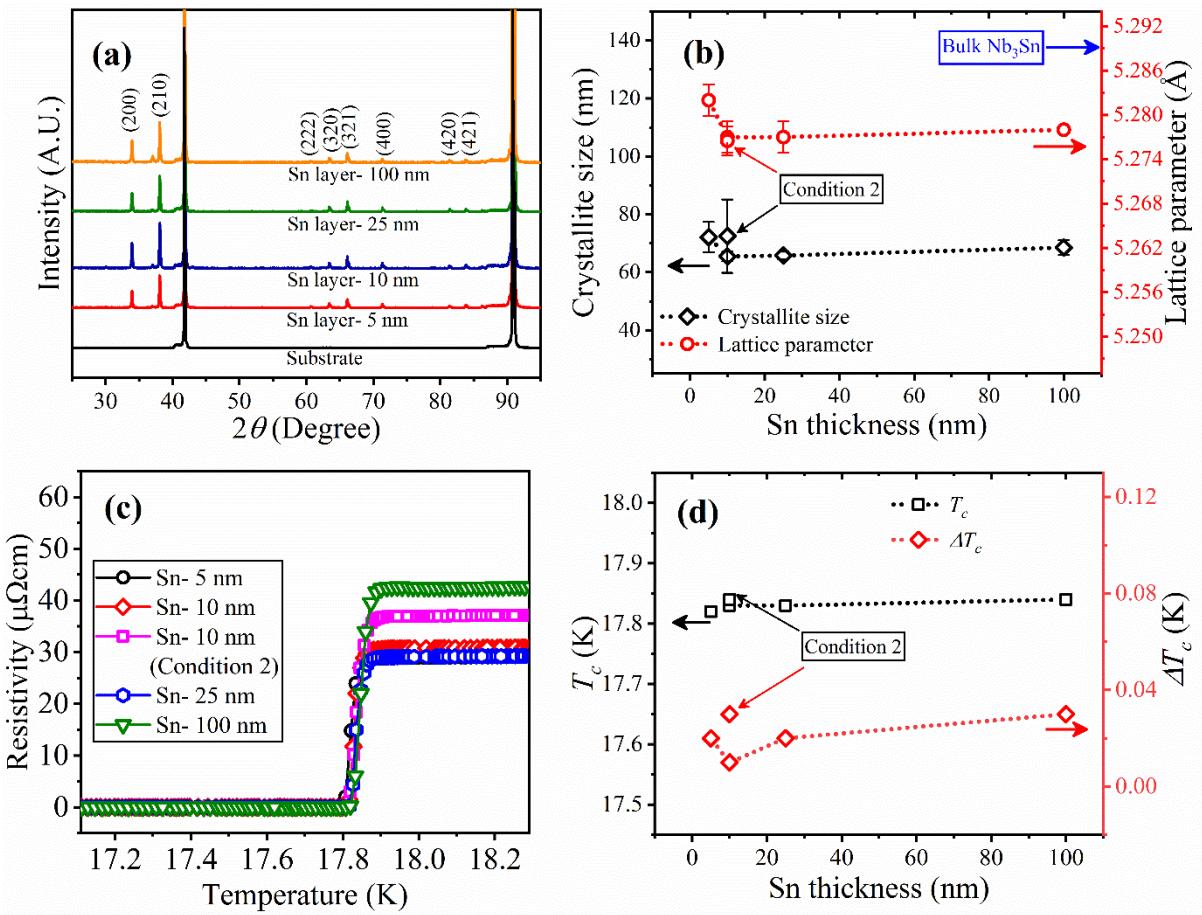 (a)
Intensity (A.U.)
(200)
(210)
(222)
(320)
(321)
(400)
(420)
(421)
Sn layer- 100 nm
Sn layer- 25 nm
Sn layer- 10 nm
Sn layer- 5 nm
Substrate
30 40 50 60 70 80 90
2θ (Degree)
(b)
Crystallite size (nm)
140
120
100
80
60
40
Bulk Nb₃Sn
Condition 2
Crystallite size
Lattice parameter
5.292
5.286
5.280
5.274
5.268
5.262
5.256
5.250
Lattice parameter (Å)
0 20 40 60 80 100
Sn thickness (nm)
(c)
Resistivity (μΩcm)
60
50
40
30
20
10
0
Sn- 5 nm
Sn- 10 nm
Sn- 10 nm
(Condition 2)
Sn- 25 nm
Sn- 100 nm
17.2 17.4 17.6 17.8 18.0 18.2
Temperature (K)
(d)
T_c (K)
18.0
17.9
17.8
17.7
17.6
17.5
T_c
ΔT_c
Condition 2
0.12
0.08
0.04
0.00
ΔT_c (K)
0 20 40 60 80 100
Sn thickness (nm)